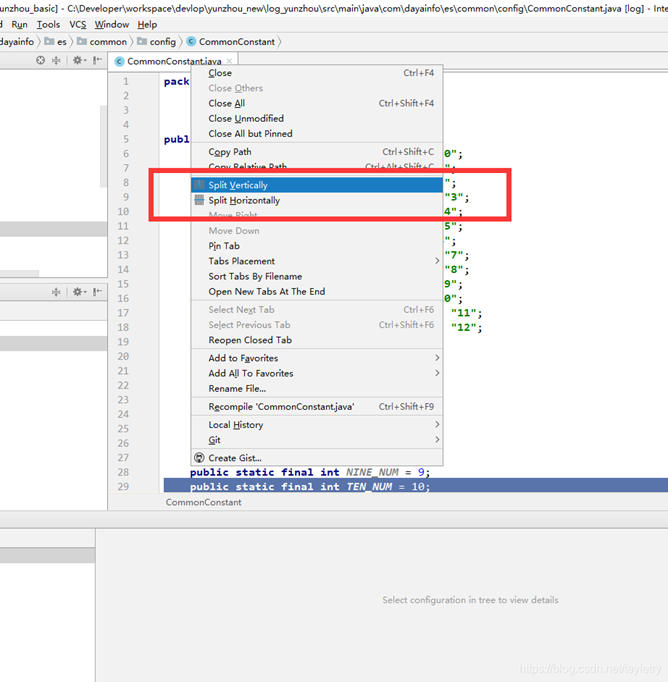 unzhou_basic] - C:\Developer\workspace\devlop\yunzhou_new\log_yunzhou\src\main\java\com\dayainfo\es\common\config\CommonConstant.java [log] - Inte
d Run Tools VCS Window Help
dayainfo es common config CommonConstant
CommonConstant.java
1 pack
2
3
4
5 publ
6 0";
7 ";
8 ";
9 "3";
10 4";
11 5";
12 ";
13 "7";
14 "8";
15 9";
16 0";
17 "11";
18 "12";
19
20
21
22
23
24
25
26
27
28 public static final int NINE_NUM = 9;
29 public static final int TEN_NUM = 10;
Close Ctrl+F4
Close Others
Close All Ctrl+Shift+F4
Close Unmodified
Close All but Pinned
Copy Path Ctrl+Shift+C
Copy Relative Path Ctrl+Alt+Shift+C
Split Vertically
Split Horizontally
Move Right
Move Down
Pin Tab
Tabs Placement
Sort Tabs By Filename
Open New Tabs At The End
Select Next Tab Ctrl+F6
Select Previous Tab Ctrl+Shift+F6
Reopen Closed Tab
Add to Favorites
Add All To Favorites
Rename File...
Recompile 'CommonConstant.java' Ctrl+Shift+F9
Local History
Git
Create Gist...
CommonConstant
Select configuration in tree to view details